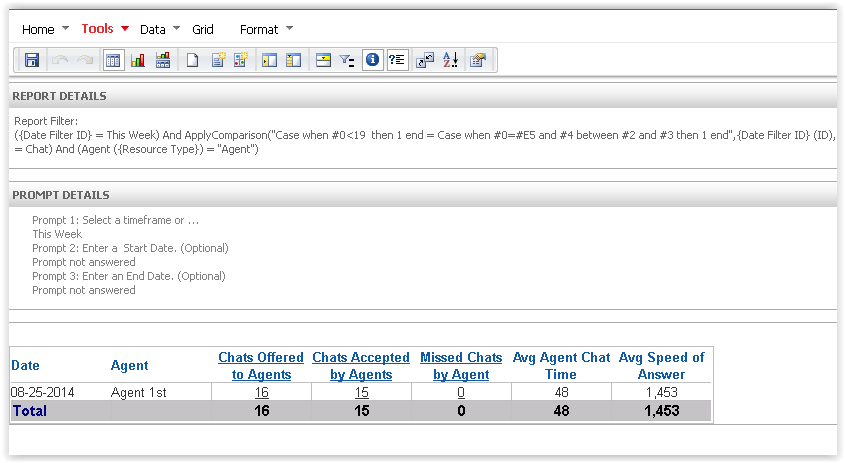 Home Tools Data Grid Format
REPORT DETAILS
Report Filter:
({Date Filter ID} = This Week) And ApplyComparison("Case when #0<19 then 1 end = Case when #0=#E5 and #4 between #2 and #3 then 1 end",{Date Filter ID} (ID),
= Chat) And (Agent ({Resource Type}) = "Agent")
PROMPT DETAILS
Prompt 1: Select a timeframe or ...
This Week
Prompt 2: Enter a Start Date. (Optional)
Prompt not answered
Prompt 3: Enter an End Date. (Optional)
Prompt not answered
Date Agent Chats Offered to Agents Chats Accepted by Agents Missed Chats by Agent Avg Agent Chat Time Avg Speed of Answer
08-25-2014 Agent 1st 16 15 0 48 1,453
Total 16 15 0 48 1,453